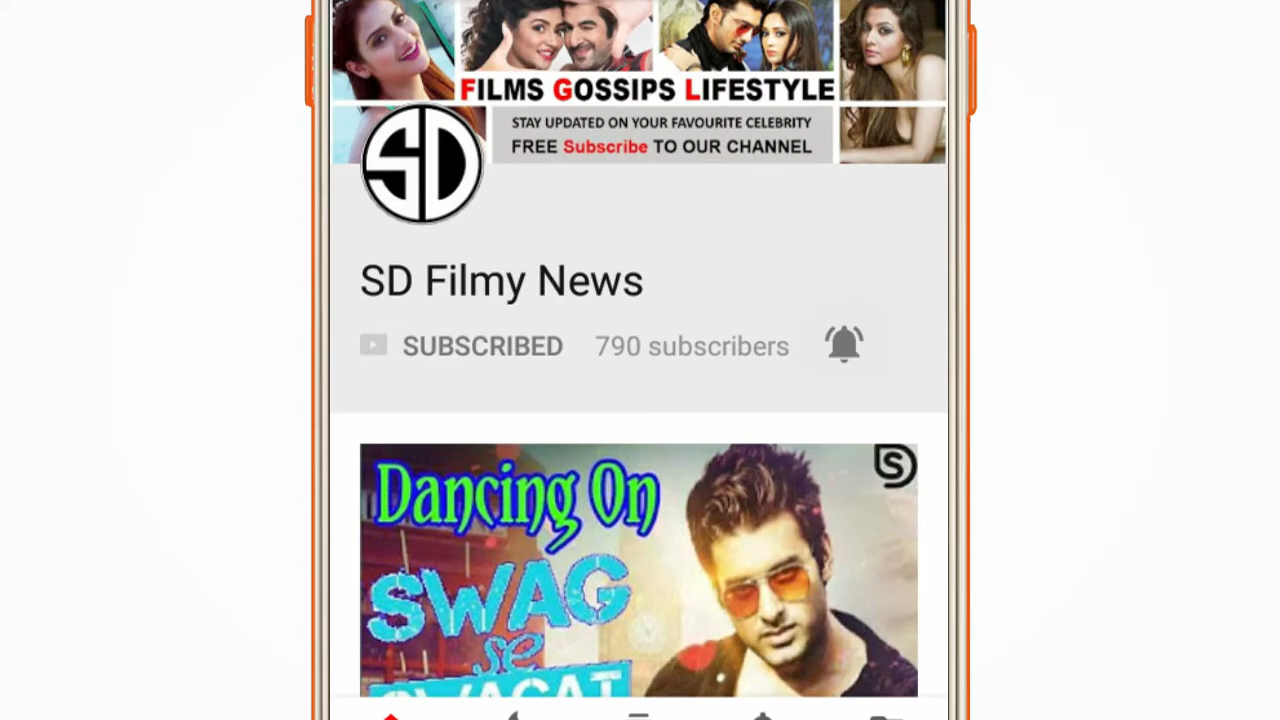 FILMS GOSSIPS LIFESTYLE
STAY UPDATED ON YOUR FAVOURITE CELEBRITY
FREE Subscribe TO OUR CHANNEL
SD
SD Filmy News
SUBSCRIBED 790 subscribers
S
Dancing On
SWAG
se
SWAGAT